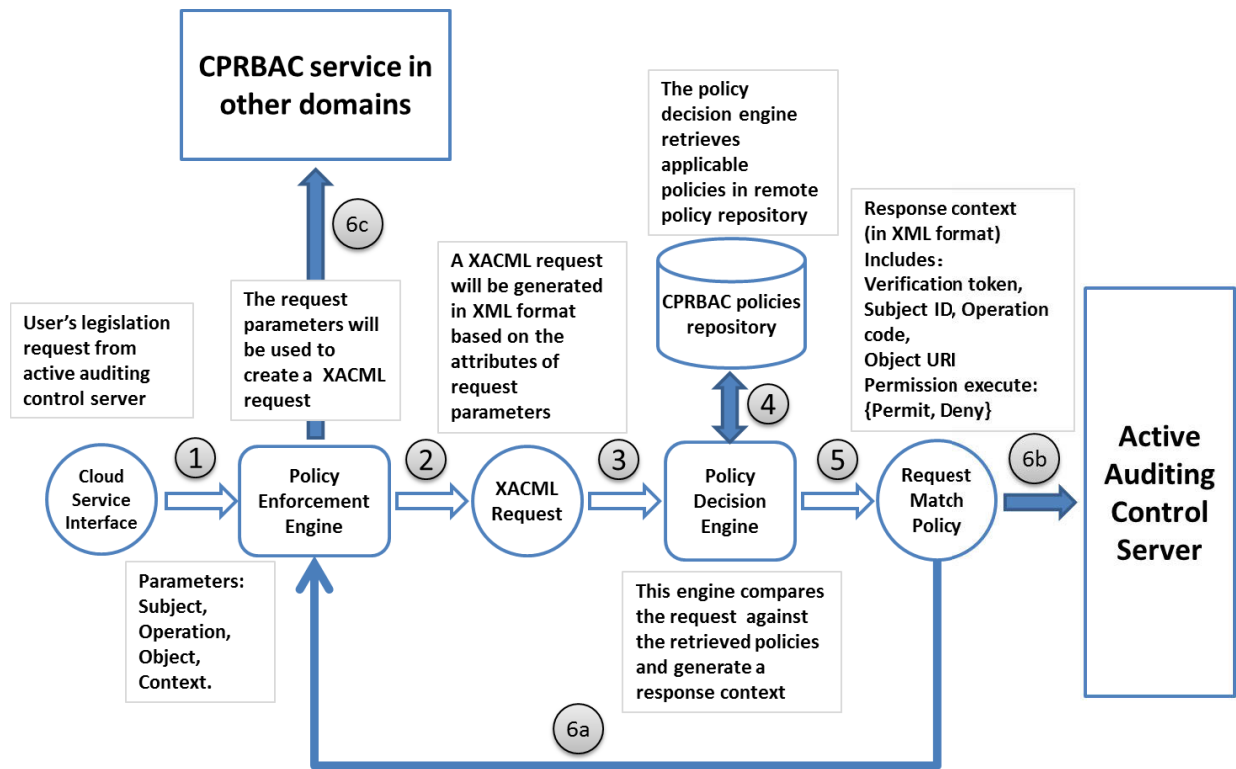 CPRBAC service in
other domains
The policy
decision engine
retrieves
applicable
policies in remote
policy repository
6c
Response context
(in XML format)
Includes:
Verification token,
Subject ID, Operation
code,
Object URI
Permission execute:
{Permit, Deny}
User's legislation
request from
active auditing
control server
The request
parameters will
be used to
create a XACML
request
A XACML request
will be generated
in XML format
based on the
attributes of
request
parameters
CPRBAC policies
repository
4
1
2
3
5
6b
Cloud
Service
Interface
Policy
Enforcement
Engine
XACML
Request
Policy
Decision
Engine
Request
Match
Policy
Active
Auditing
Control
Server
Parameters:
Subject,
Operation,
Object,
Context.
This engine compares
the request against
the retrieved policies
and generate a
response context
6a